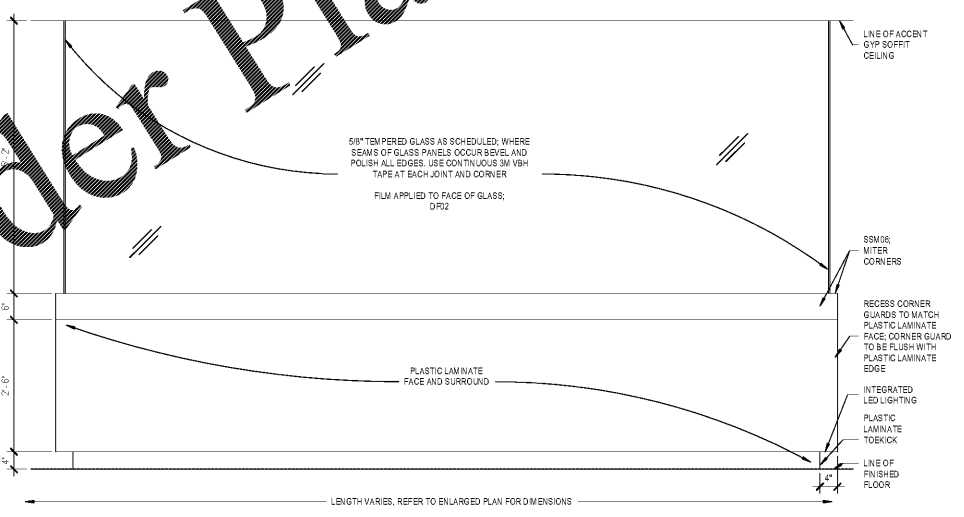 der Pla
LINE OF ACCENT
GYP SOFFIT
CEILING
5/8" TEMPERED GLASS AS SCHEDULED; WHERE
SEAMS OF GLASS PANELS OCCUR BEVEL AND
POLISH ALL EDGES. USE CONTINUOUS 3M VBH
TAPE AT EACH JOINT AND CORNER
FILM APPLIED TO FACE OF GLASS;
DF02
SSM06;
MITER
CORNERS
6"
RECESS CORNER
GUARDS TO MATCH
PLASTIC LAMINATE
FACE; CORNER GUARD
TO BE FLUSH WITH
PLASTIC LAMINATE
EDGE
2'-6"
PLASTIC LAMINATE
FACE AND SURROUND
INTEGRATED
LED LIGHTING
PLASTIC
LAMINATE
TOEKICK
4"
LINE OF
FINISHED
FLOOR
4"
LENGTH VARIES, REFER TO ENLARGED PLAN FOR DIMENSIONS